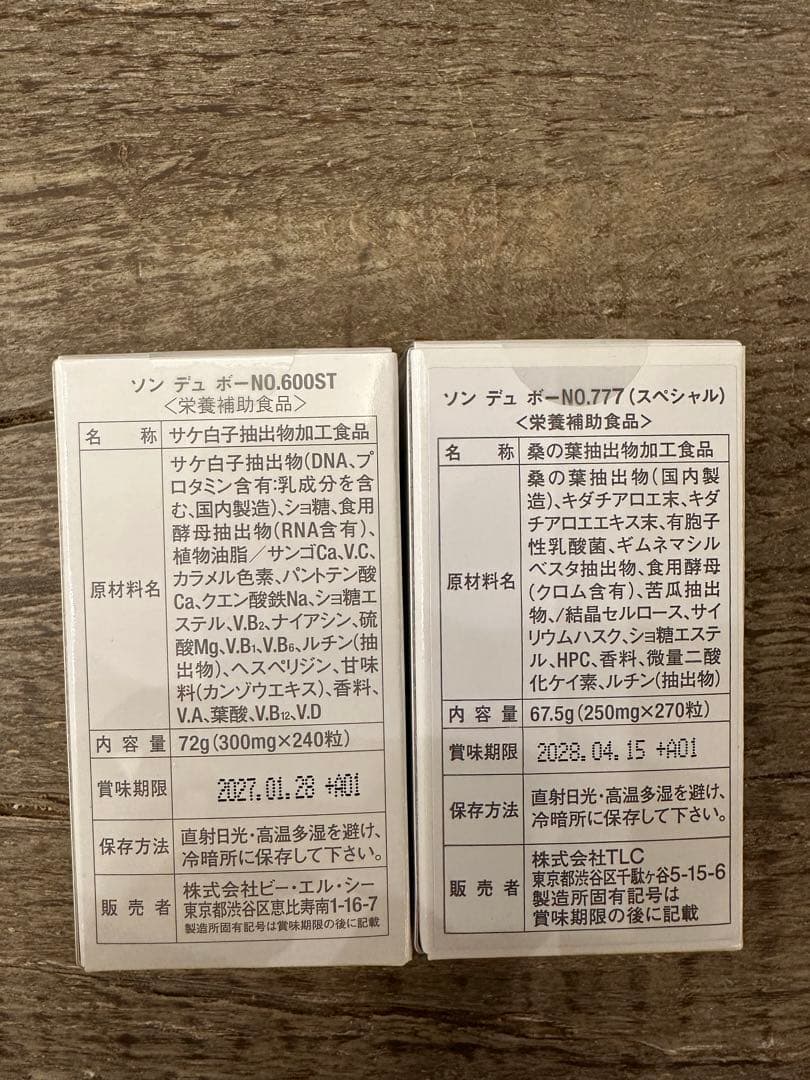 ソン デュ ボーNO.600ST
＜栄養補助食品＞
名 称 サケ白子抽出物加工食品
原材料名
サケ白子抽出物(DNA、プ
ロタミン含有:乳成分を含
む、国内製造)、ショ糖、食用
酵母抽出物(RNA含有)、
植物油脂／サンゴCa、V.C、
カラメル色素、パントテン酸
Ca、クエン酸鉄Na、ショ糖エ
ステル、V.B2、ナイアシン、硫
酸Mg、V.B1、V.B6、ルチン(抽
出物)、ヘスペリジン、甘味
料(カンゾウエキス)、香料、
V.A、葉酸、V.B12、V.D
内 容 量 72g(300mg×240粒)
賞味期限 2027.01.28 +A01
保存方法
直射日光・高温多湿を避け、
冷暗所に保存して下さい。
販 売 者
株式会社ビー・エル・シー
東京都渋谷区恵比寿南1-16-7
製造所固有記号は賞味期限の後に記載
ソン デュ ボーNO.777(スペシャル)
＜栄養補助食品＞
名 称 桑の葉抽出物加工食品
原材料名
桑の葉抽出物(国内製
造)、キダチアロエ末、キダ
チアロエエキス末、有胞子
性乳酸菌、ギムネマシル
ベスタ抽出物、食用酵母
(クロム含有)、苦瓜抽出
物、/結晶セルロース、サイ
リウムハスク、ショ糖エステ
ル、HPC、香料、微量二酸
化ケイ素、ルチン(抽出物)
内 容 量 67.5g(250mg×270粒)
賞味期限 2028.04.15 +A01
保存方法
直射日光・高温多湿を避け、
冷暗所に保存して下さい。
販 売 者
株式会社TLC
東京都渋谷区千駄ヶ谷5-15-6
製造所固有記号は
賞味期限の後に記載